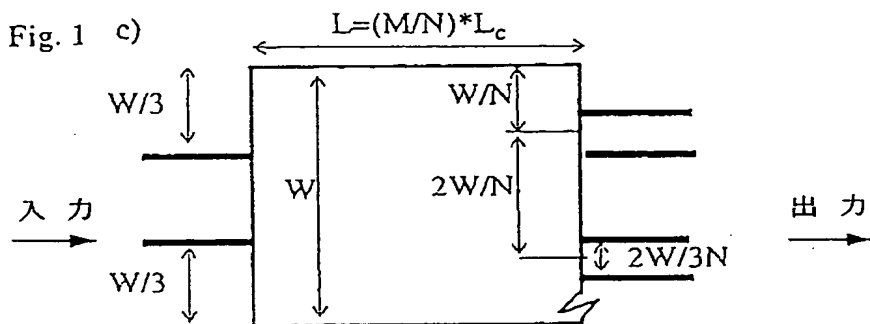 Fig. 1 c)
L=(M/N)*Lc
W/3
W/N
W
2W/N
入力
出力
2W/3N
W/3